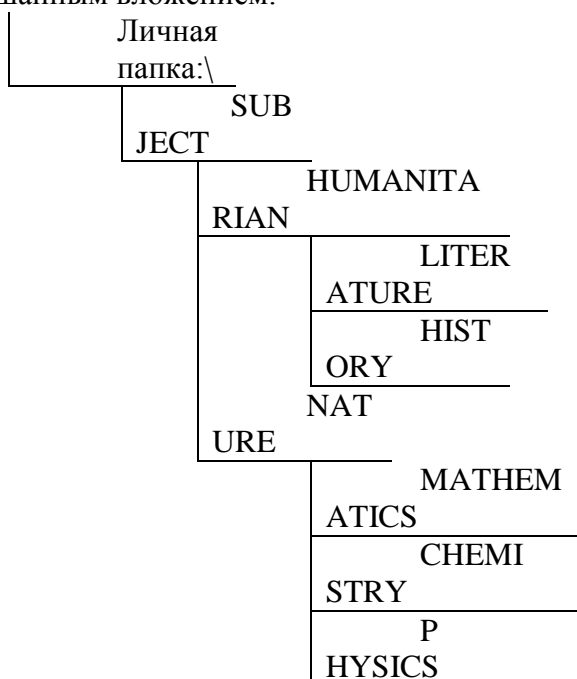 шанным вложением:
Личная
папка:\
SUB
JECT
HUMANITA
RIAN
LITER
ATURE
HIST
ORY
NAT
URE
MATHEM
ATICS
CHEMI
STRY
P
HYSICS